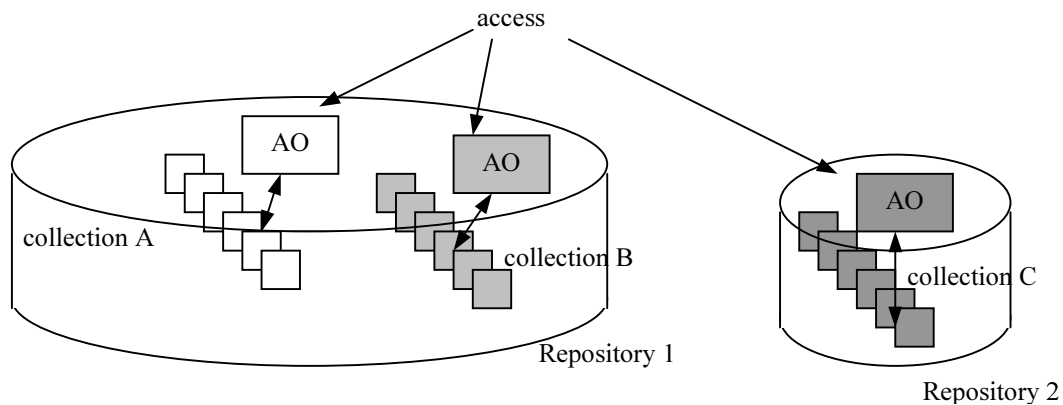 access
AO
AO
AO
collection A
collection B
collection C
Repository 1
Repository 2